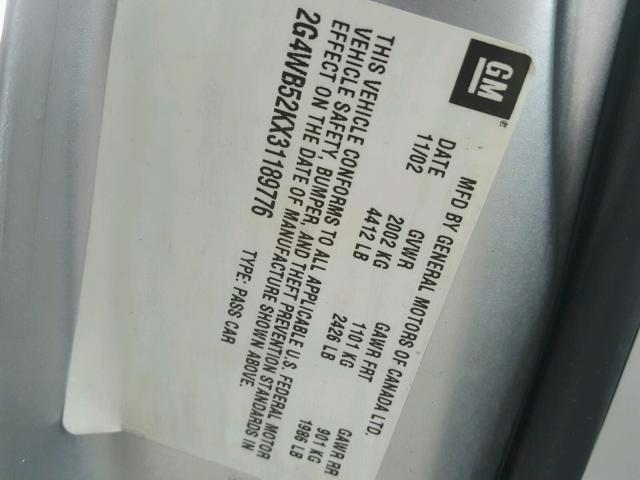 GM
MFD BY GENERAL MOTORS OF CANADA LTD.
DATE GVWR GAWR FRT GAWR RR
11/02 2002 KG 1101 KG 901 KG
4412 LB 2426 LB 1986 LB
THIS VEHICLE CONFORMS TO ALL APPLICABLE U.S. FEDERAL MOTOR
VEHICLE SAFETY, BUMPER, AND THEFT PREVENTION STANDARDS IN
EFFECT ON THE DATE OF MANUFACTURE SHOWN ABOVE.
2G4WB52KX31189776 TYPE: PASS CAR